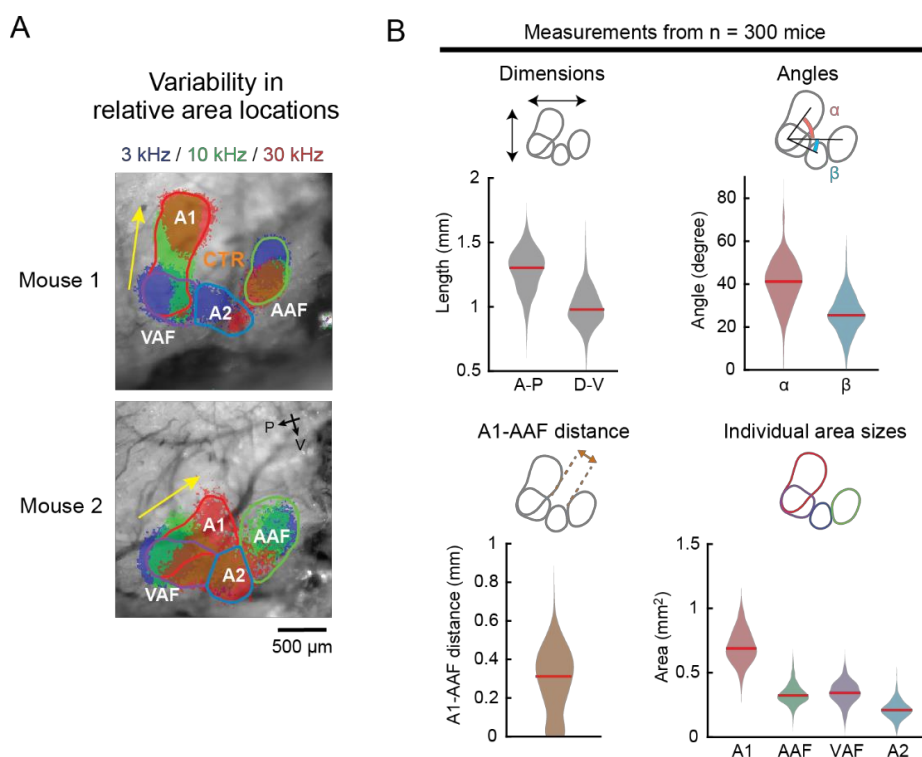 A
Variability in
relative area locations
3 kHz / 10 kHz / 30 kHz
Mouse 1
A1
CTR
A2
AAF
VAF
Mouse 2
P
V
A1
AAF
A2
VAF
500 µm
B
Measurements from n = 300 mice
Dimensions
Length (mm)
2
1.5
1
0.5
A-P
D-V
Angles
α
β
Angle (degree)
80
60
40
20
0
α
β
A1-AAF distance
A1-AAF distance (mm)
1
0.8
0.6
0.4
0.2
0
Individual area sizes
Area (mm²)
1.5
1
0.5
0
A1
AAF
VAF
A2